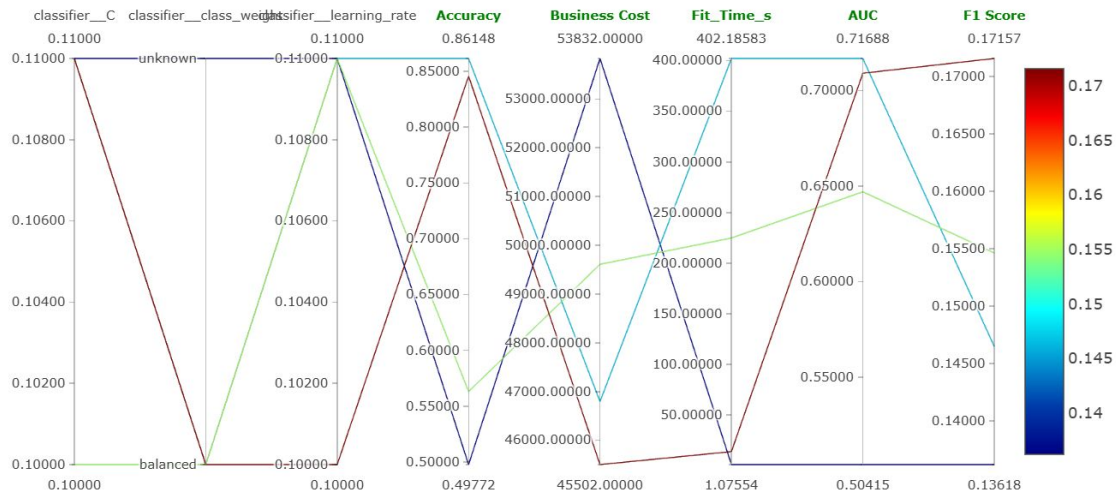 classifier__C classifier__class_weight classifier__learning_rate Accuracy Business Cost Fit_Time_s AUC F1 Score
0.11000 0.11000 0.86148 53832.00000 402.18583 0.71688 0.17157
0.11000 unknown 0.11000 400.00000
0.85000 0.17000 0.17
53000.00000 0.70000
350.00000
0.10800 0.10800 0.80000 52000.00000 0.16500 0.165
300.00000
0.75000 51000.00000 0.65000 0.16000 0.16
0.10600 0.10600 250.00000
0.70000 50000.00000 0.15500 0.155
200.00000
0.65000 49000.00000 0.60000
0.10400 0.10400 150.00000 0.15000 0.15
0.60000 48000.00000
100.00000 0.14500 0.145
0.10200 0.10200 47000.00000 0.55000
0.55000 50.00000 0.14000 0.14
46000.00000
0.10000 balanced 0.10000 0.50000
0.10000 0.10000 0.49772 45502.00000 1.07554 0.50415 0.13618